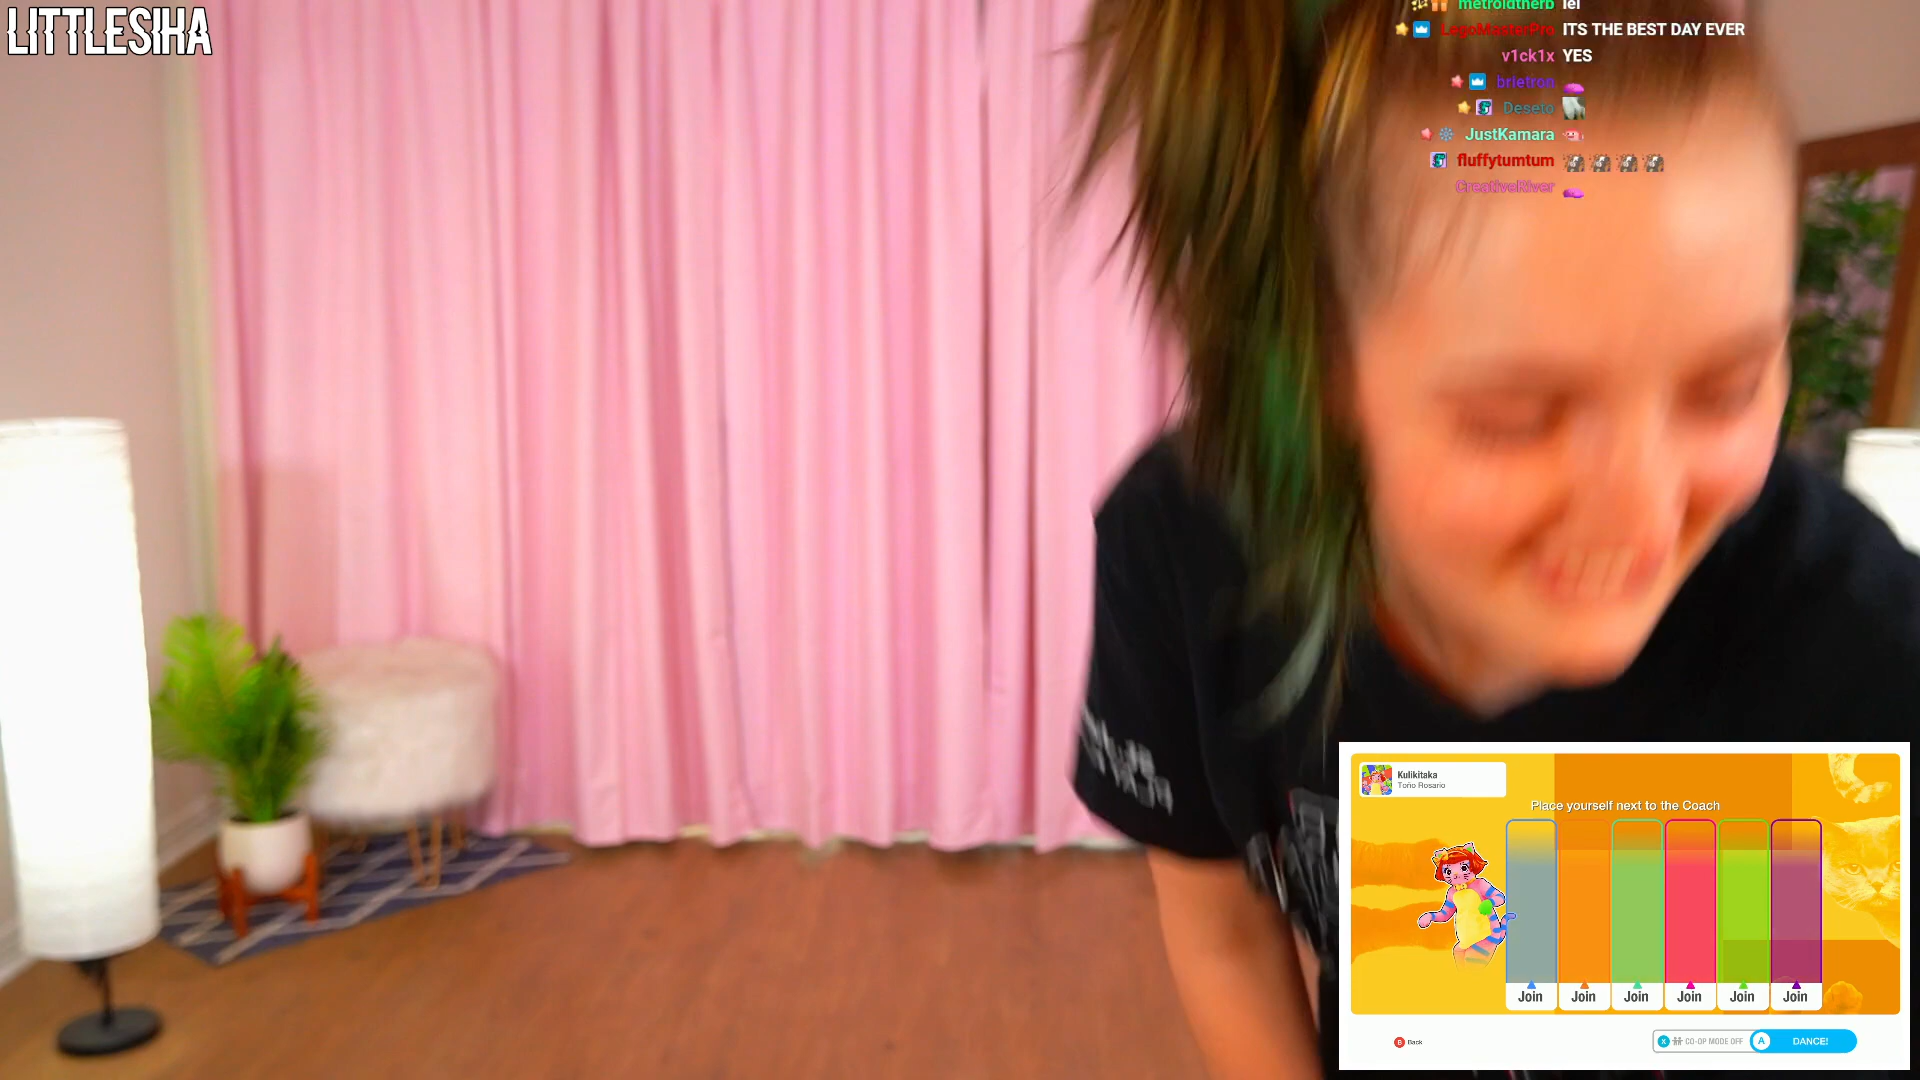 LITTLESIHA
metroidtherb lel
LegoMasterPro ITS THE BEST DAY EVER
v1ck1x YES
brietron
Deseto
JustKamara
fluffytumtum
CreativeRiver
Kulikitaka
Toño Rosario
Place yourself next to the Coach
Join Join Join Join Join Join
B Back
X CO-OP MODE OFF A DANCE!